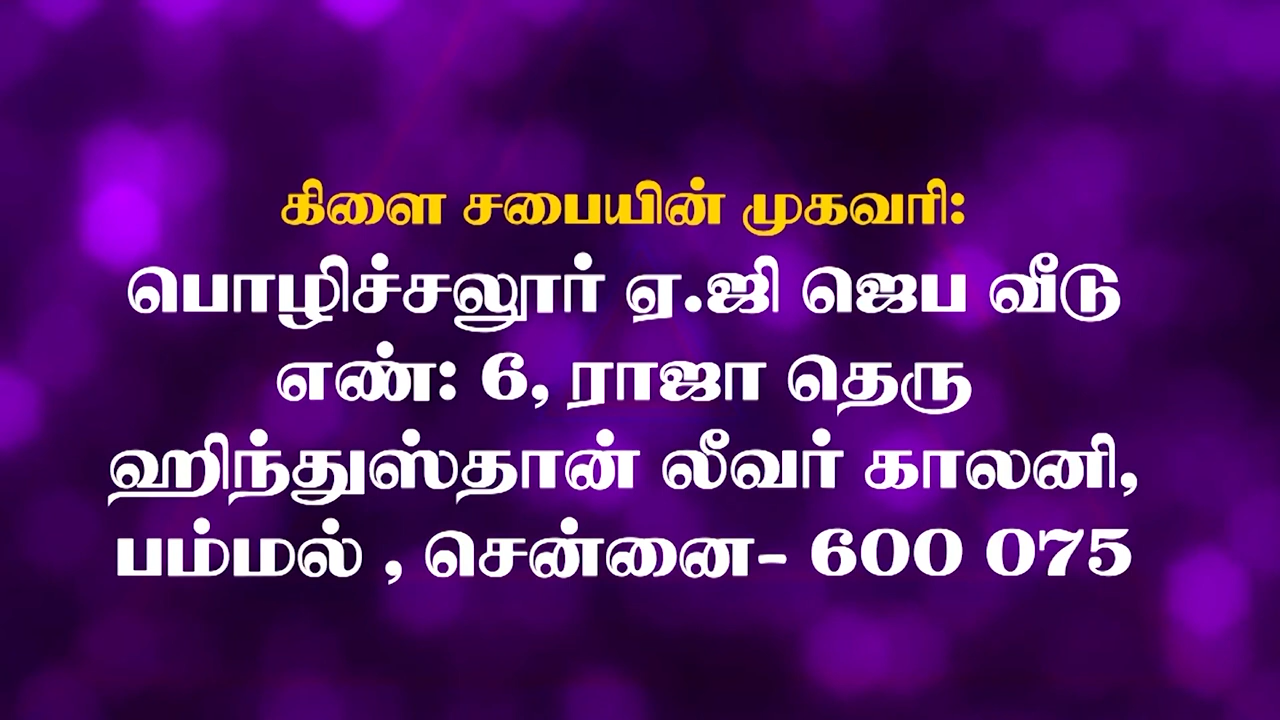 கிளை சபையின் முகவரி:
பொழிச்சலூர் ஏ.ஜி ஜெப வீடு
எண்: 6, ராஜா தெரு
ஹிந்துஸ்தான் லீவர் காலனி,
பம்மல் , சென்னை- 600 075